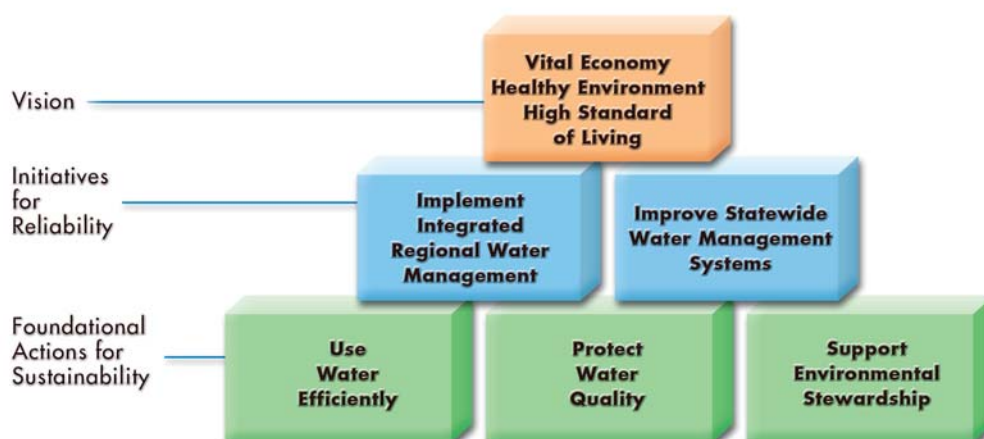 Vision
Vital Economy
Healthy Environment
High Standard
of Living
Initiatives
for
Reliability
Implement
Integrated
Regional Water
Management
Improve Statewide
Water Management
Systems
Foundational
Actions for
Sustainability
Use
Water
Efficiently
Protect
Water
Quality
Support
Environmental
Stewardship